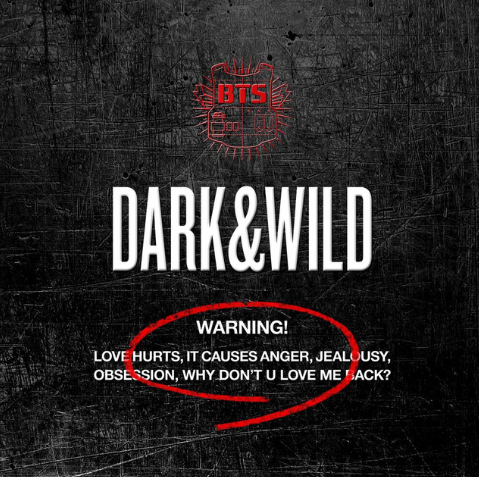 BTS
DARK&WILD
WARNING!
LOVE HURTS, IT CAUSES ANGER, JEALOUSY,
OBSESSION, WHY DON'T U LOVE ME BACK?